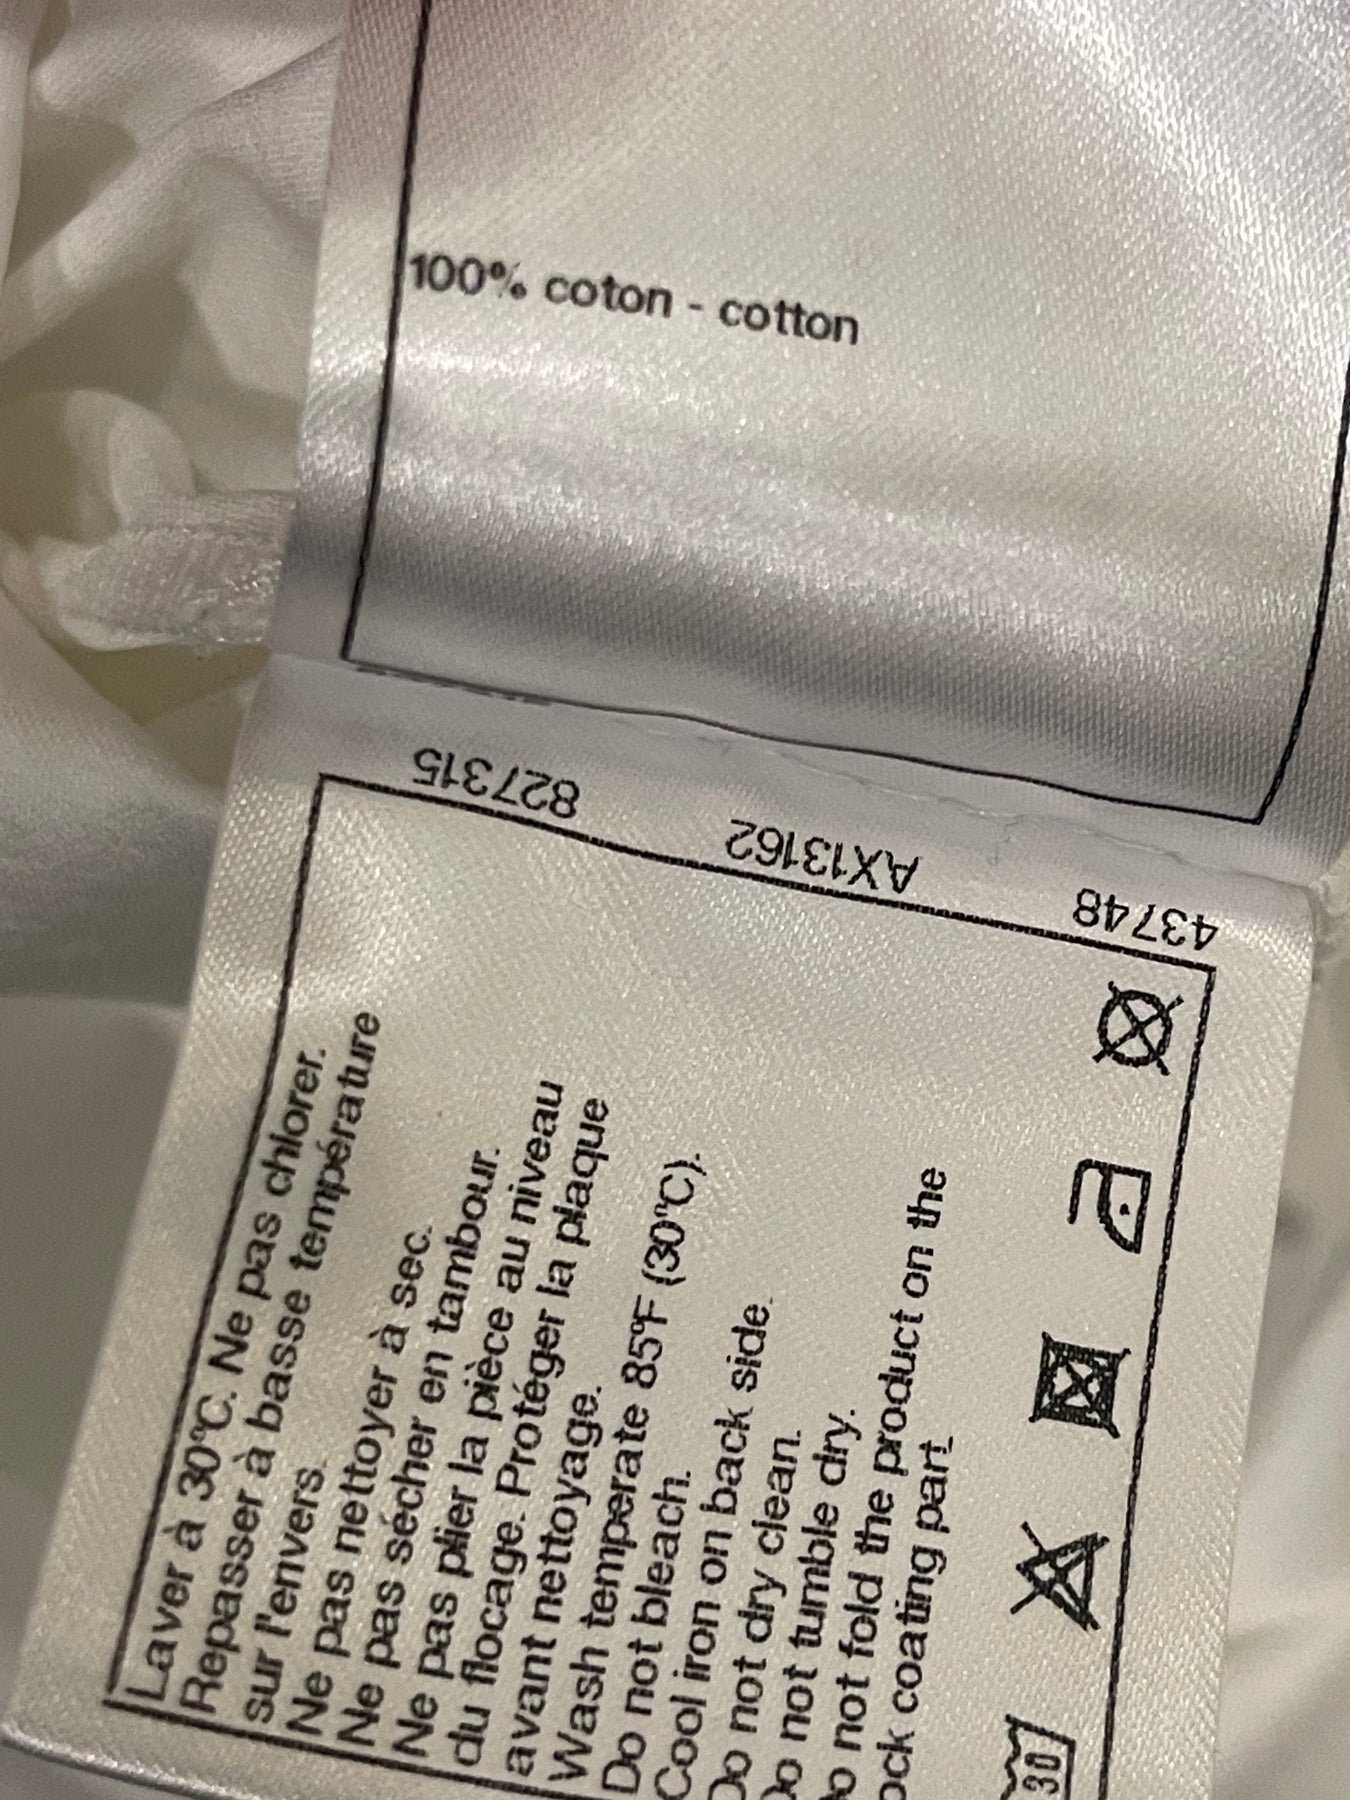 100% coton - cotton
827315
AX13162
43748
Laver à 30°C. Ne pas chlorer.
Repasser à basse température
sur l'envers.
Ne pas nettoyer à sec.
Ne pas sécher en tambour.
Ne pas plier la pièce au niveau
du flocage. Protéger la plaque
avant nettoyage.
Wash temperate 85°F (30°C).
Do not bleach.
Cool iron on back side.
Do not dry clean.
Do not tumble dry.
Do not fold the product on the
coating part.
30